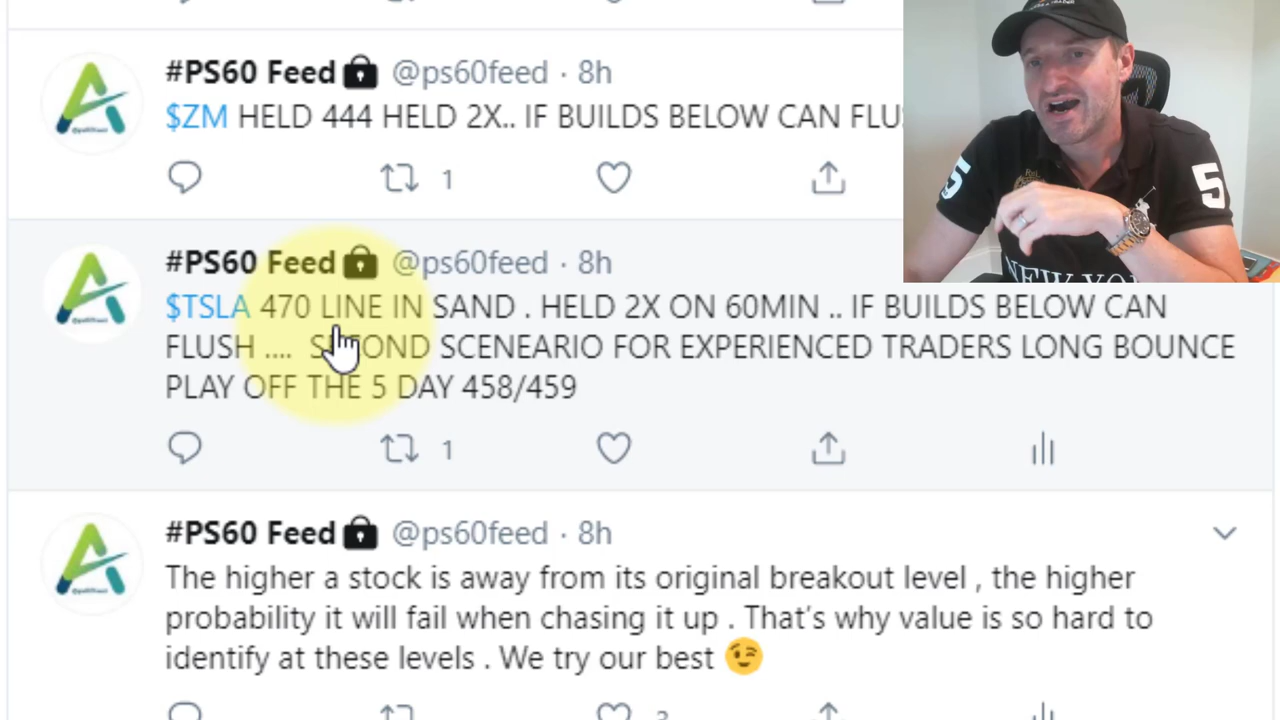 #PS60 Feed @ps60feed · 8h
$ZM HELD 444 HELD 2X.. IF BUILDS BELOW CAN
1
#PS60 Feed @ps60feed · 8h
$TSLA 470 LINE IN SAND . HELD 2X ON 60MIN .. IF BUILDS BELOW CAN
FLUSH .... SECOND SCENEARIO FOR EXPERIENCED TRADERS LONG BOUNCE
PLAY OFF THE 5 DAY 458/459
1
#PS60 Feed @ps60feed · 8h
The higher a stock is away from its original breakout level , the higher
probability it will fail when chasing it up . That's why value is so hard to
identify at these levels . We try our best 😉
5
5
NEW YO